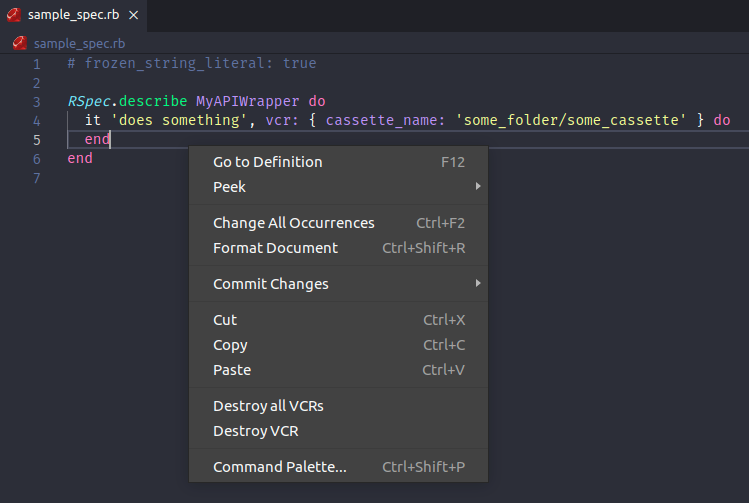 sample_spec.rb ×
sample_spec.rb
1 # frozen_string_literal: true
2
3 RSpec.describe MyAPIWrapper do
4 it 'does something', vcr: { cassette_name: 'some_folder/some_cassette' } do
5 end
6 end
7
Go to Definition F12
Peek
Change All Occurrences Ctrl+F2
Format Document Ctrl+Shift+R
Commit Changes
Cut Ctrl+X
Copy Ctrl+C
Paste Ctrl+V
Destroy all VCRs
Destroy VCR
Command Palette... Ctrl+Shift+P